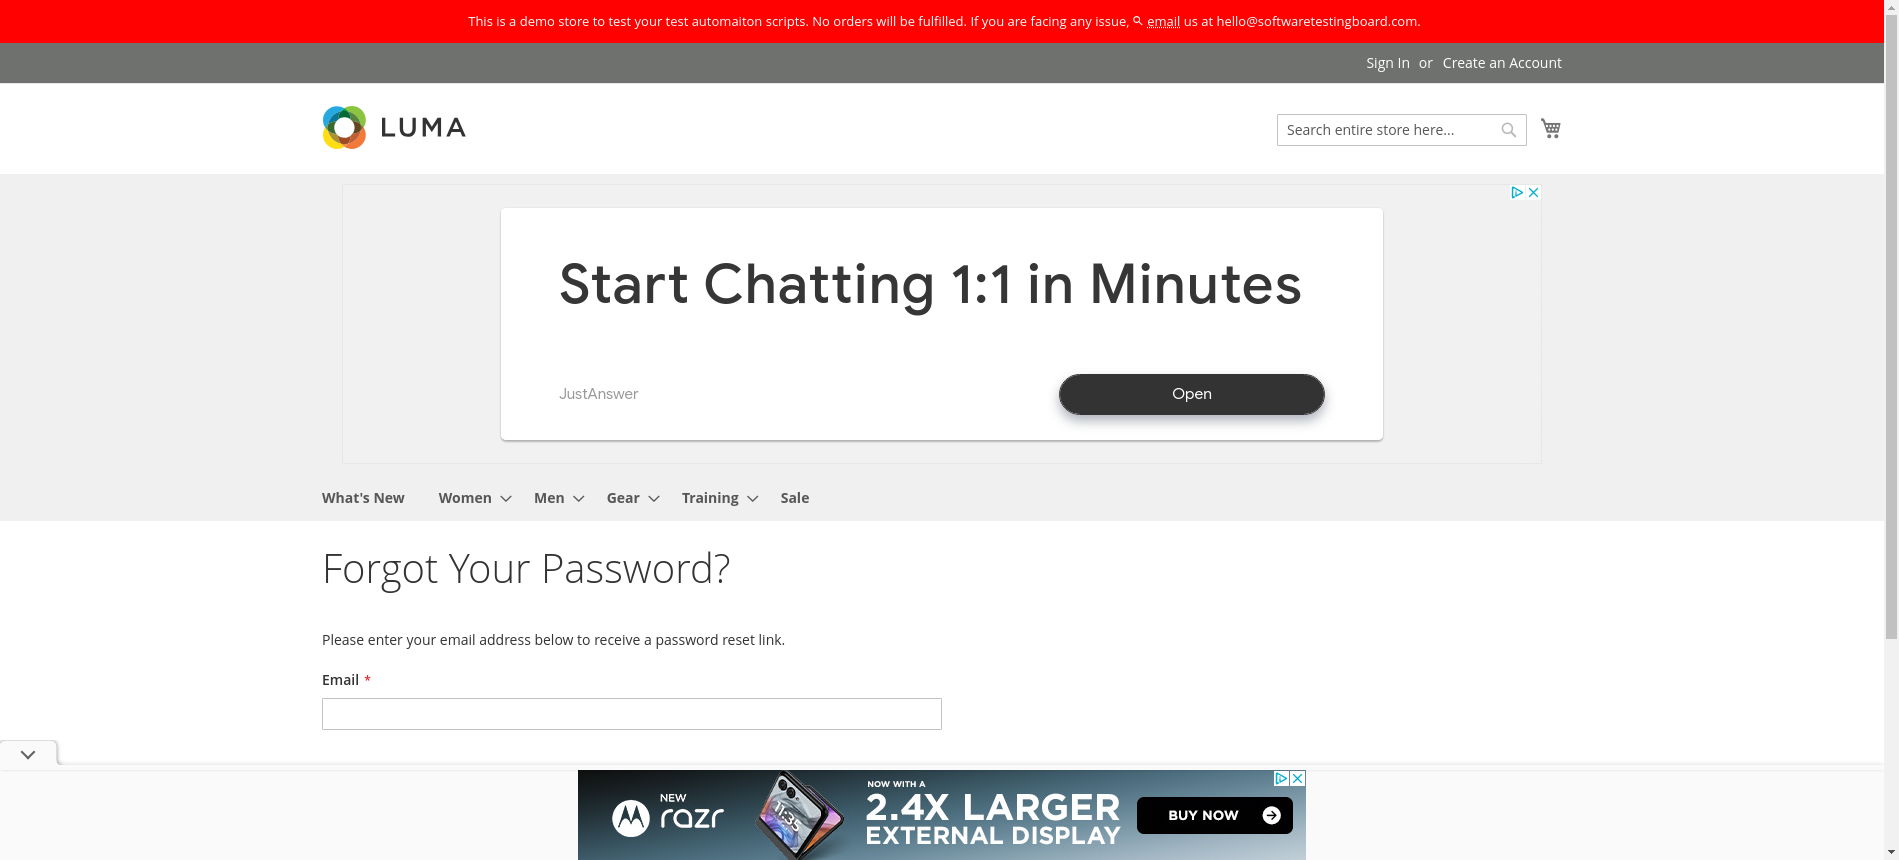 This is a demo store to test your test automaiton scripts. No orders will be fulfilled. If you are facing any issue, email us at hello@softwaretestingboard.com.
Sign In or Create an Account
LUMA
Search entire store here...
Start Chatting 1:1 in Minutes
JustAnswer
Open
What's New Women Men Gear Training Sale
Forgot Your Password?
Please enter your email address below to receive a password reset link.
Email *
NEW
razr
11:35
NOW WITH A
2.4X LARGER
EXTERNAL DISPLAY
BUY NOW